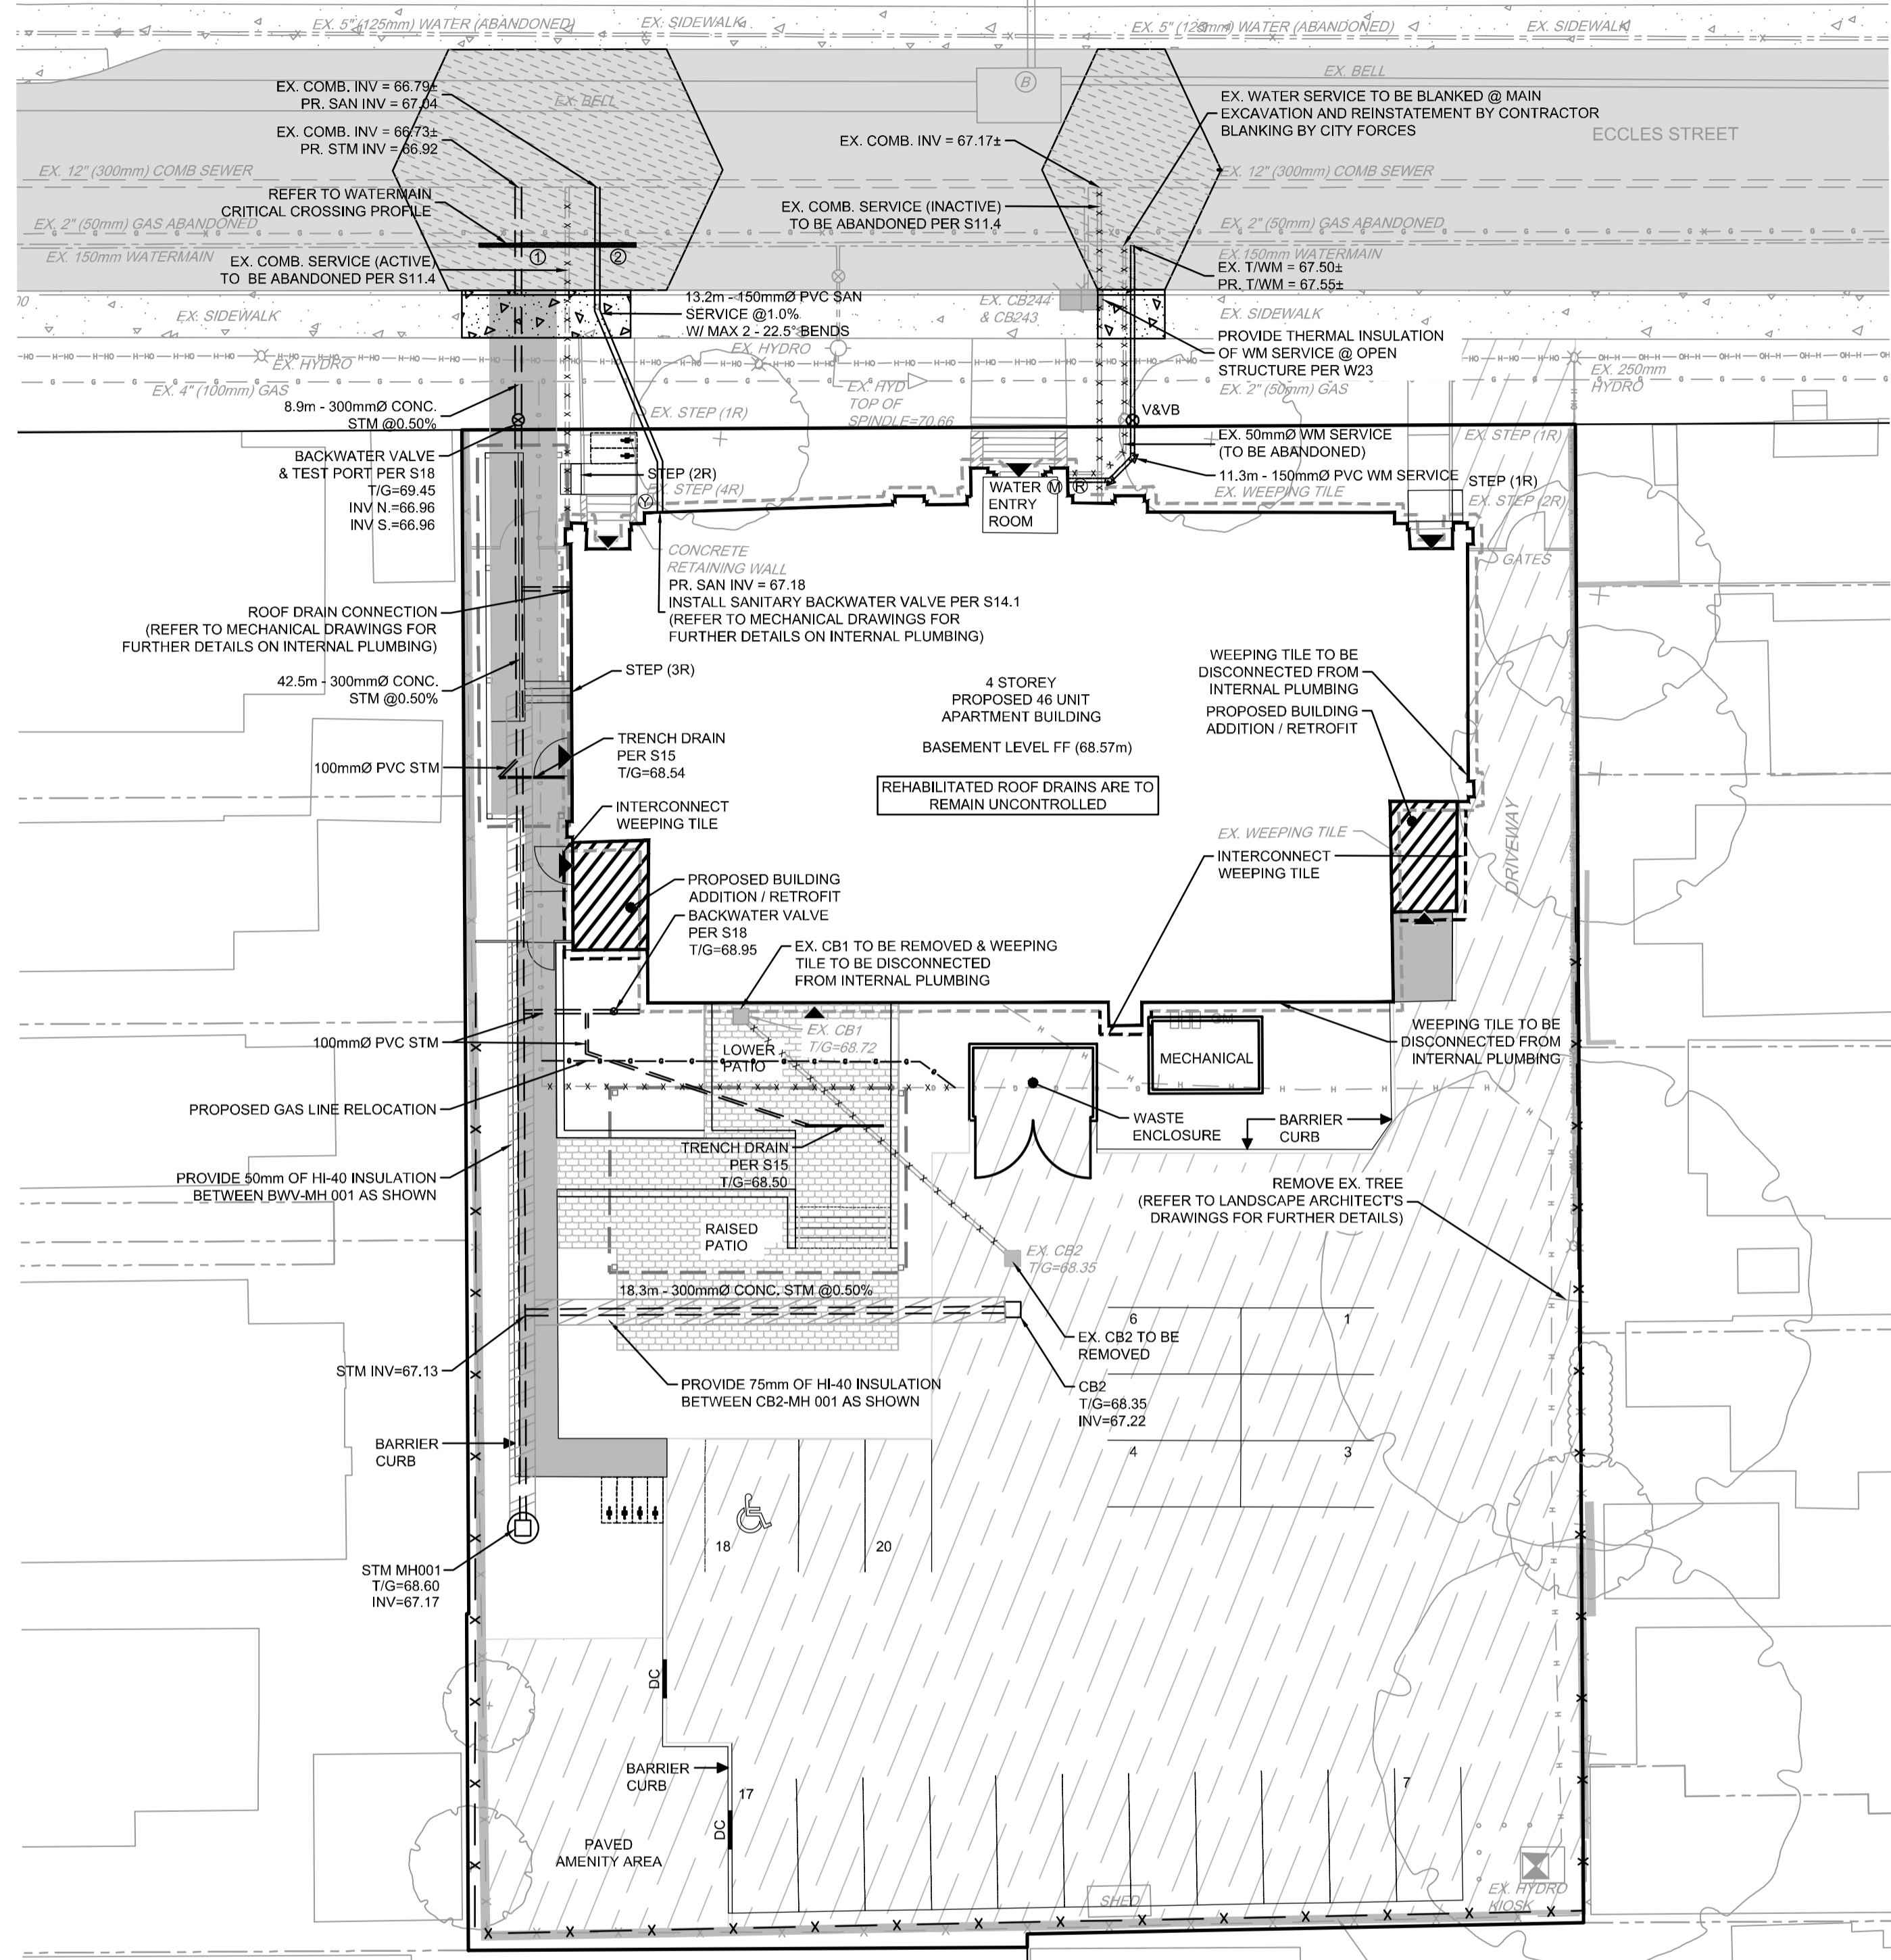 EX. 5" (125mm) WATER (ABANDONED)
EX. SIDEWALK
EX. 5" (125mm) WATER (ABANDONED)
EX. SIDEWALK
EX. COMB. INV = 66.79±
PR. SAN INV = 67.04
EX. BELL
B
EX. BELL
EX. WATER SERVICE TO BE BLANKED @ MAIN
EXCAVATION AND REINSTATEMENT BY CONTRACTOR
BLANKING BY CITY FORCES
ECCLES STREET
EX. COMB. INV = 66.73±
PR. STM INV = 66.92
EX. COMB. INV = 67.17±
EX. 12" (300mm) COMB SEWER
EX. 12" (300mm) COMB SEWER
REFER TO WATERMAIN
CRITICAL CROSSING PROFILE
EX. COMB. SERVICE (INACTIVE)
TO BE ABANDONED PER S11.4
EX. 2" (50mm) GAS ABANDONED
EX. 2" (50mm) GAS ABANDONED
EX. 150mm WATERMAIN
EX.150mm WATERMAIN
1
2
EX. COMB. SERVICE (ACTIVE)
TO BE ABANDONED PER S11.4
EX. T/WM = 67.50±
PR. T/WM = 67.55±
13.2m - 150mmØ PVC SAN
SERVICE @1.0%
W/ MAX 2 - 22.5° BENDS
EX. CB244
& CB243
EX. SIDEWALK
EX. SIDEWALK
PROVIDE THERMAL INSULATION
OF WM SERVICE @ OPEN
STRUCTURE PER W23
EX. HYDRO
EX. HYDRO
EX. 4" (100mm) GAS
EX. 2" (50mm) GAS
EX. 250mm
HYDRO
EX. HYD
TOP OF
SPINDLE=70.66
8.9m - 300mmØ CONC.
STM @0.50%
EX. STEP (1R)
V&VB
EX. 50mmØ WM SERVICE
(TO BE ABANDONED)
EX. STEP (1R)
BACKWATER VALVE
& TEST PORT PER S18
T/G=69.45
INV N.=66.96
INV S.=66.96
STEP (2R)
EX. STEP (4R)
Y
WATER
ENTRY
ROOM
M
R
11.3m - 150mmØ PVC WM SERVICE
EX. WEEPING TILE
STEP (1R)
EX. STEP (2R)
CONCRETE
RETAINING WALL
GATES
PR. SAN INV = 67.18
INSTALL SANITARY BACKWATER VALVE PER S14.1
(REFER TO MECHANICAL DRAWINGS FOR
FURTHER DETAILS ON INTERNAL PLUMBING)
ROOF DRAIN CONNECTION
(REFER TO MECHANICAL DRAWINGS FOR
FURTHER DETAILS ON INTERNAL PLUMBING)
STEP (3R)
42.5m - 300mmØ CONC.
STM @0.50%
4 STOREY
PROPOSED 46 UNIT
APARTMENT BUILDING
BASEMENT LEVEL FF (68.57m)
REHABILITATED ROOF DRAINS ARE TO
REMAIN UNCONTROLLED
WEEPING TILE TO BE
DISCONNECTED FROM
INTERNAL PLUMBING
PROPOSED BUILDING
ADDITION / RETROFIT
TRENCH DRAIN
PER S15
T/G=68.54
100mmØ PVC STM
INTERCONNECT
WEEPING TILE
EX. WEEPING TILE
INTERCONNECT
WEEPING TILE
DRIVEWAY
PROPOSED BUILDING
ADDITION / RETROFIT
BACKWATER VALVE
PER S18
T/G=68.95
EX. CB1 TO BE REMOVED & WEEPING
TILE TO BE DISCONNECTED
FROM INTERNAL PLUMBING
EX. CB1
T/G=68.72
GM
WEEPING TILE TO BE
DISCONNECTED FROM
INTERNAL PLUMBING
100mmØ PVC STM
LOWER
PATIO
MECHANICAL
PROPOSED GAS LINE RELOCATION
WASTE
ENCLOSURE
BARRIER
CURB
TRENCH DRAIN
PER S15
T/G=68.50
PROVIDE 50mm OF HI-40 INSULATION
BETWEEN BWV-MH 001 AS SHOWN
REMOVE EX. TREE
(REFER TO LANDSCAPE ARCHITECT'S
DRAWINGS FOR FURTHER DETAILS)
RAISED
PATIO
EX. CB2
T/G=68.35
18.3m - 300mmØ CONC. STM @0.50%
6
1
EX. CB2 TO BE
REMOVED
STM INV=67.13
PROVIDE 75mm OF HI-40 INSULATION
BETWEEN CB2-MH 001 AS SHOWN
CB2
T/G=68.35
INV=67.22
BARRIER
CURB
4
3
18
20
STM MH001
T/G=68.60
INV=67.17
DC
BARRIER
CURB
17
7
DC
PAVED
AMENITY AREA
SHED
EX. HYDRO
KIOSK